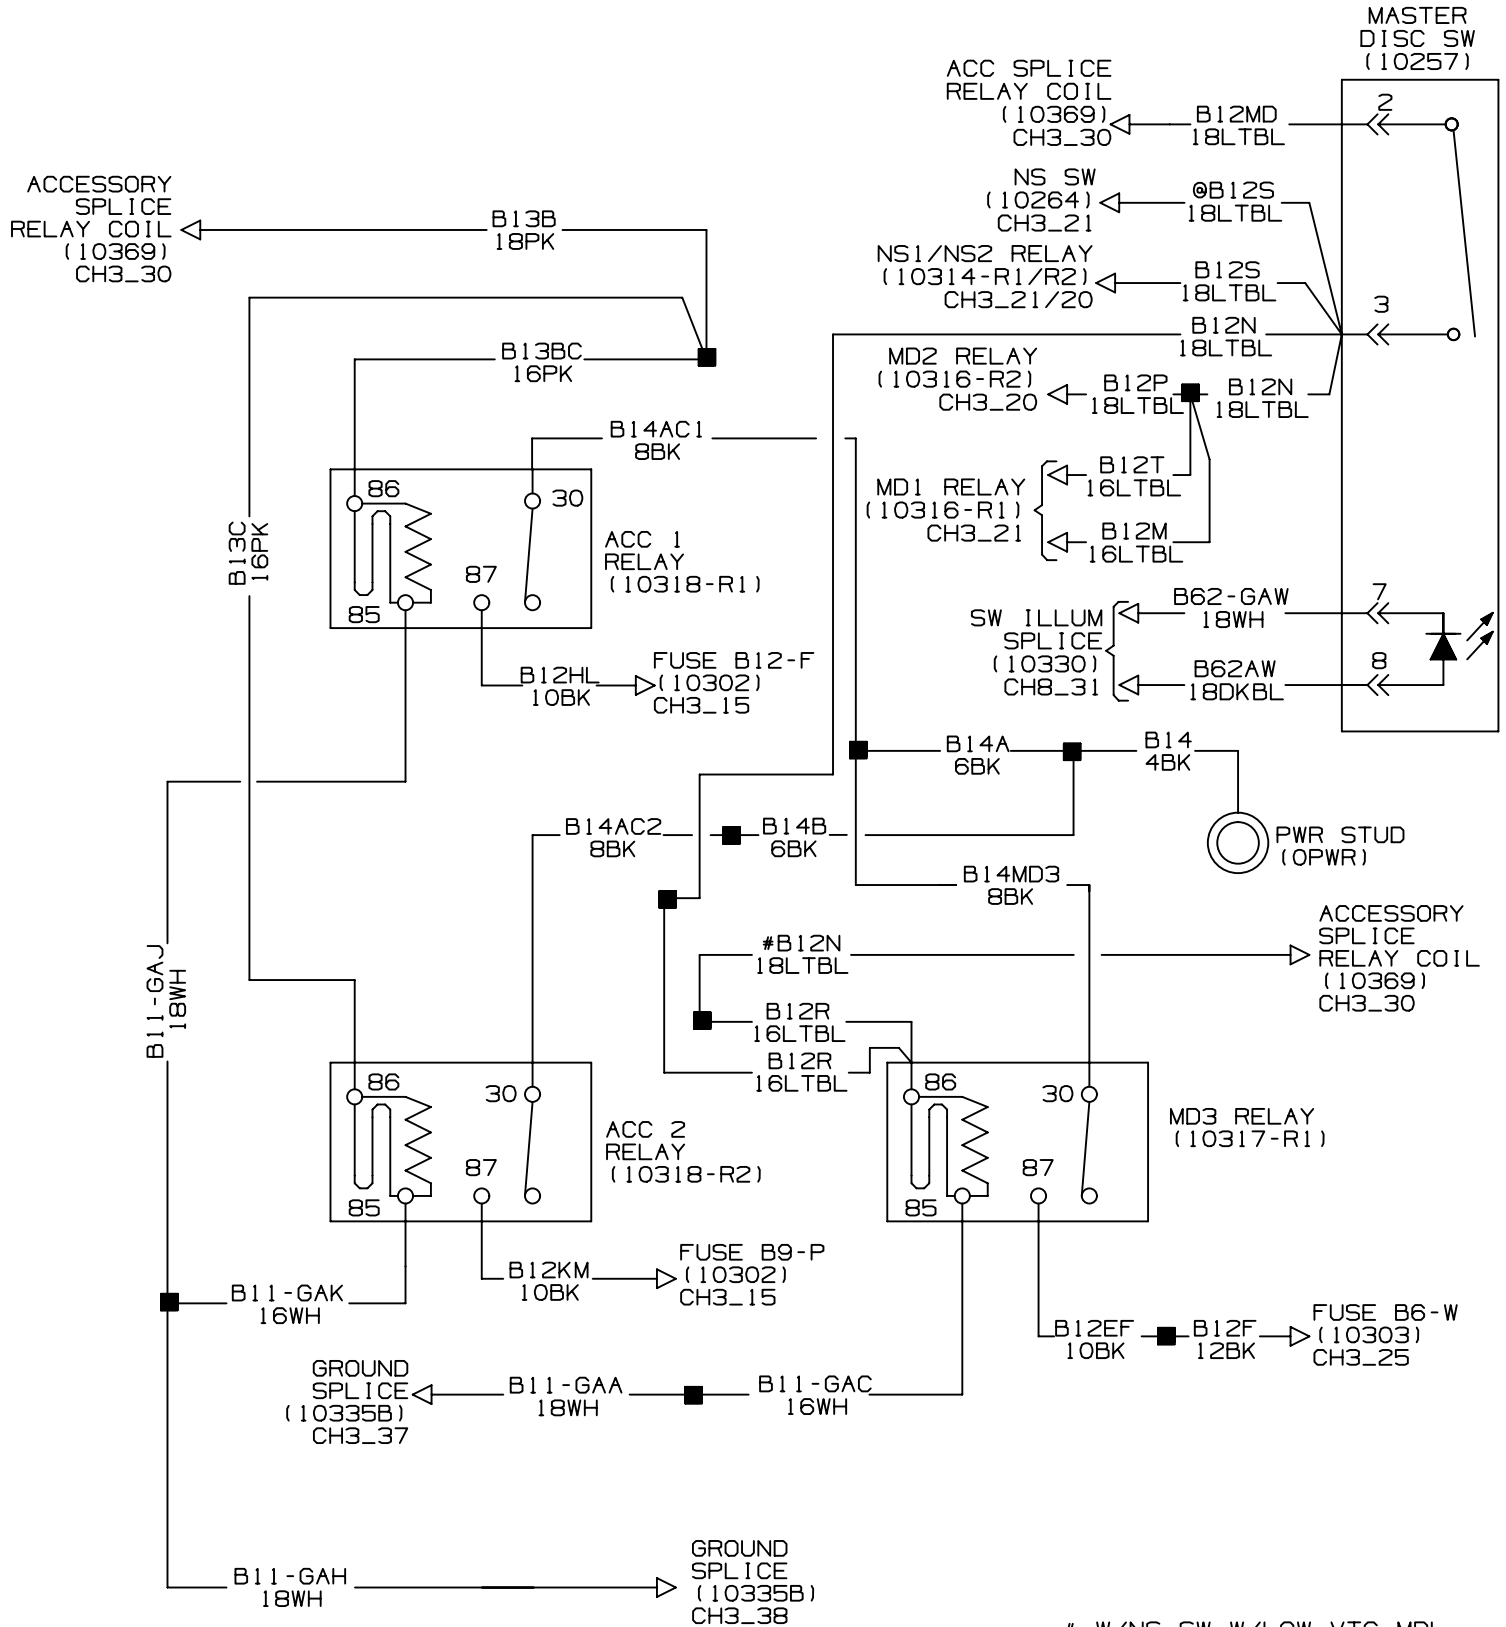 MASTER
DISC SW
(10257)
ACC SPLICE
RELAY COIL
(10369)
CH3_30
B12MD
18LTBL
2
NS SW
(10264)
CH3_21
@B12S
18LTBL
NS1/NS2 RELAY
(10314-R1/R2)
CH3_21/20
B12S
18LTBL
3
B12N
18LTBL
MD2 RELAY
(10316-R2)
CH3_20
B12P
18LTBL
B12N
18LTBL
MD1 RELAY
(10316-R1)
CH3_21
B12T
16LTBL
B12M
16LTBL
SW ILLUM
SPLICE
(10330)
CH8_31
B62-GAW
18WH
7
B62AW
18DKBL
8
ACCESSORY
SPLICE
RELAY COIL
(10369)
CH3_30
B13B
18PK
B13BC
16PK
B14AC1
8BK
B13C
16PK
86
30
87
85
ACC 1
RELAY
(10318-R1)
B12HL
10BK
FUSE B12-F
(10302)
CH3_15
B14A
6BK
B14
4BK
PWR STUD
(0PWR)
B14AC2
8BK
B14B
6BK
B14MD3
8BK
#B12N
18LTBL
ACCESSORY
SPLICE
RELAY COIL
(10369)
CH3_30
B12R
16LTBL
B12R
16LTBL
B11-GAJ
18WH
86
30
87
85
ACC 2
RELAY
(10318-R2)
86
30
87
85
MD3 RELAY
(10317-R1)
B12KM
10BK
FUSE B9-P
(10302)
CH3_15
B11-GAK
16WH
B12EF
10BK
B12F
12BK
FUSE B6-W
(10303)
CH3_25
GROUND
SPLICE
(10335B)
CH3_37
B11-GAA
18WH
B11-GAC
16WH
B11-GAH
18WH
GROUND
SPLICE
(10335B)
CH3_38
# W/NS SW W/LOW VTG MDL